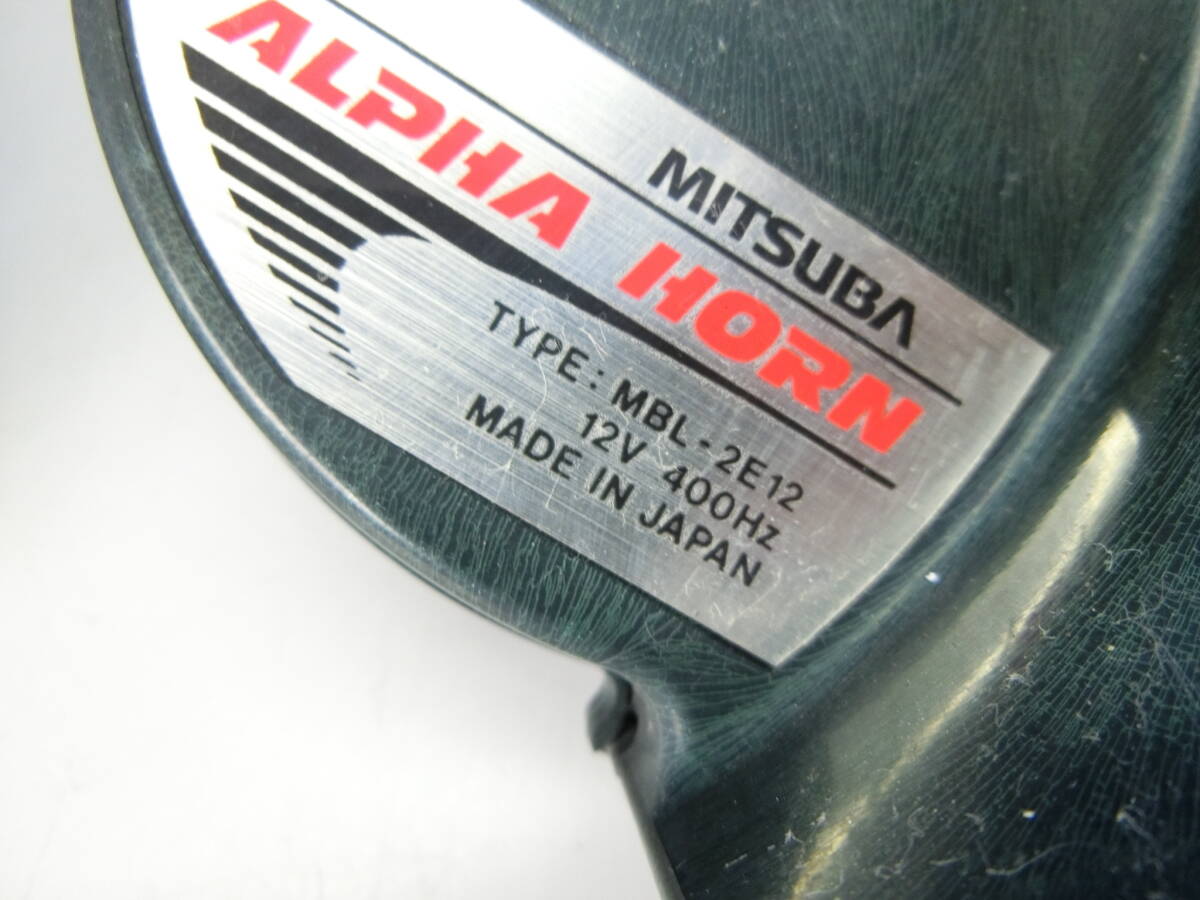 MITSUBA
ALPHA HORN
TYPE: MBL-2E12
12V 400Hz
MADE IN JAPAN